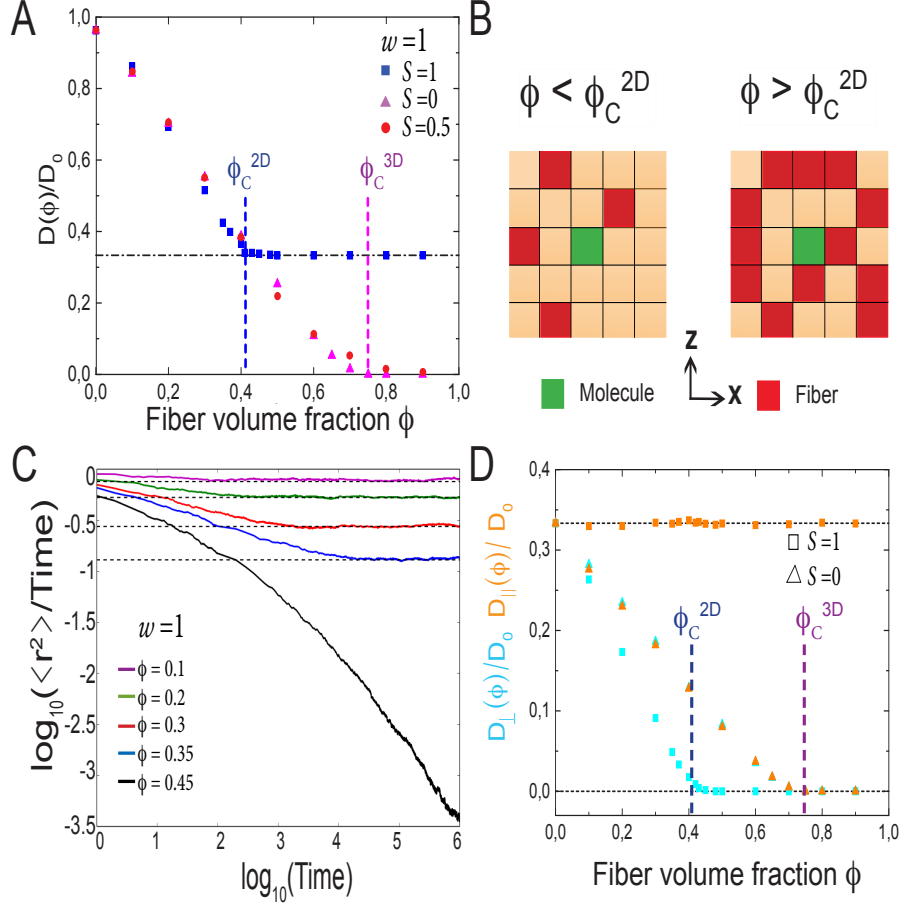 A
w=1
S=1
S=0
S=0.5
ϕC2D
ϕC3D
D(ϕ)/D0
1,0
0,8
0,6
0,4
0,2
0,0
0,0 0,2 0,4 0,6 0,8 1,0
Fiber volume fraction ϕ
B
ϕ < ϕC2D
ϕ > ϕC2D
z
x
Molecule
Fiber
C
log10(<r2>/Time)
0
-0.5
-1
-1.5
-2
-2.5
-3
-3.5
w=1
ϕ = 0.1
ϕ = 0.2
ϕ = 0.3
ϕ = 0.35
ϕ = 0.45
0 1 2 3 4 5 6
log10(Time)
D
D⊥(ϕ)/Do D||(ϕ)/ Do
0,4
0,3
0,2
0,1
0,0
S=1
S=0
ϕC2D
ϕC3D
0,0 0,2 0,4 0,6 0,8 1,0
Fiber volume fraction ϕ